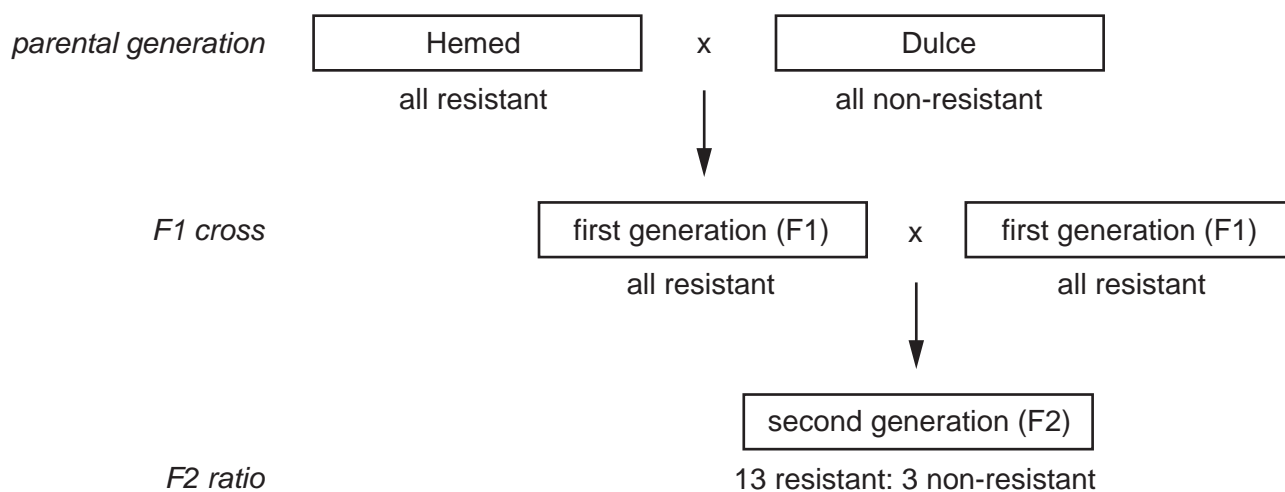 parental generation Hemed x Dulce
all resistant all non-resistant
F1 cross first generation (F1) x first generation (F1)
all resistant all resistant
second generation (F2)
F2 ratio 13 resistant: 3 non-resistant